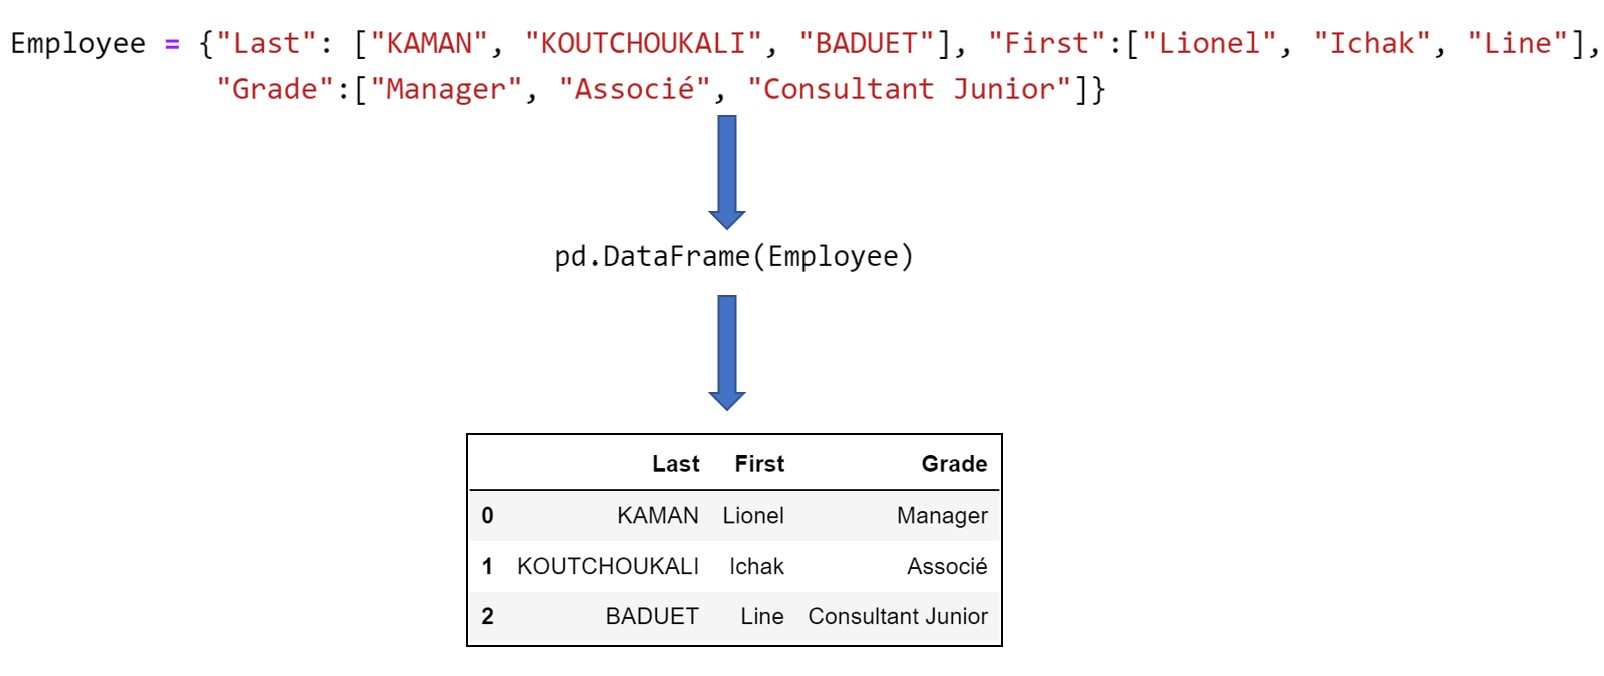 Employee = {"Last": ["KAMAN", "KOUTCHOUKALI", "BADUET"], "First":["Lionel", "Ichak", "Line"],
"Grade":["Manager", "Associé", "Consultant Junior"]}
pd.DataFrame(Employee)
Last First Grade
0 KAMAN Lionel Manager
1 KOUTCHOUKALI Ichak Associé
2 BADUET Line Consultant Junior